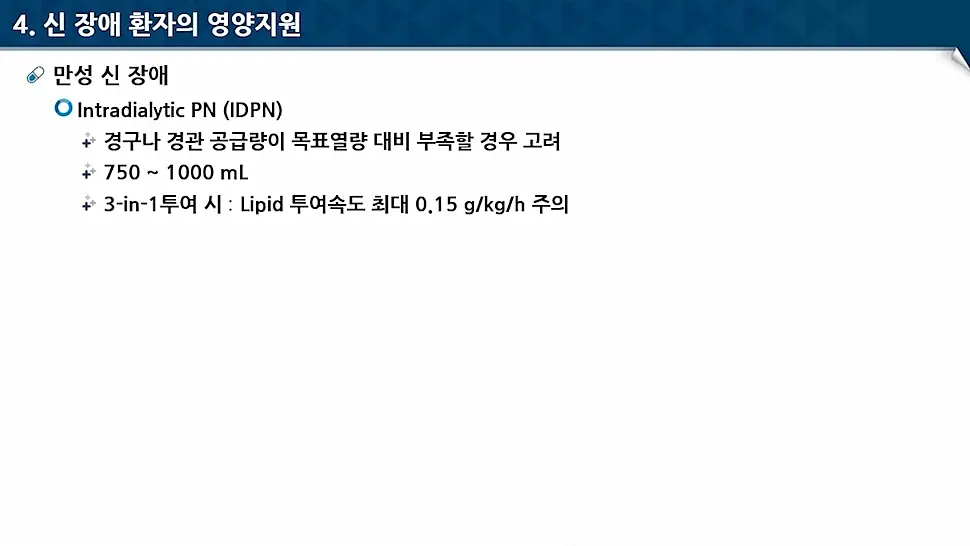 4. 신 장애 환자의 영양지원
만성 신 장애
Intradialytic PN (IDPN)
경구나 경관 공급량이 목표열량 대비 부족할 경우 고려
750 ~ 1000 mL
3-in-1투여 시 : Lipid 투여속도 최대 0.15 g/kg/h 주의